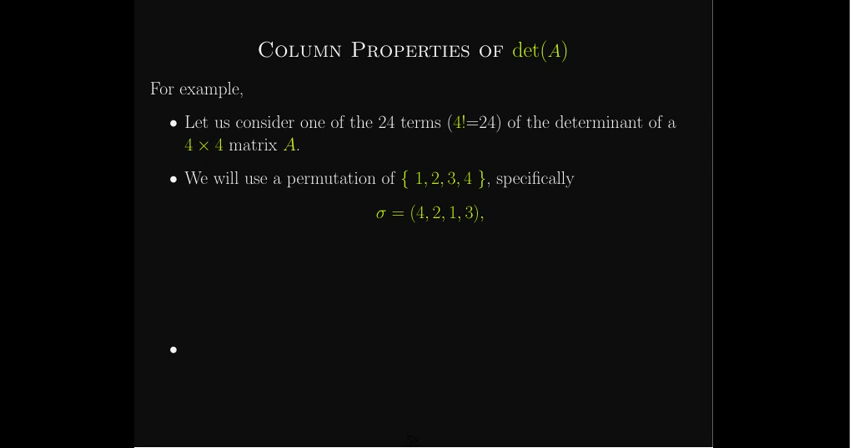 Column Properties of det(A)
For example,
• Let us consider one of the 24 terms (4!=24) of the determinant of a
4 × 4 matrix A.
• We will use a permutation of { 1, 2, 3, 4 }, specifically
σ = (4, 2, 1, 3),
•